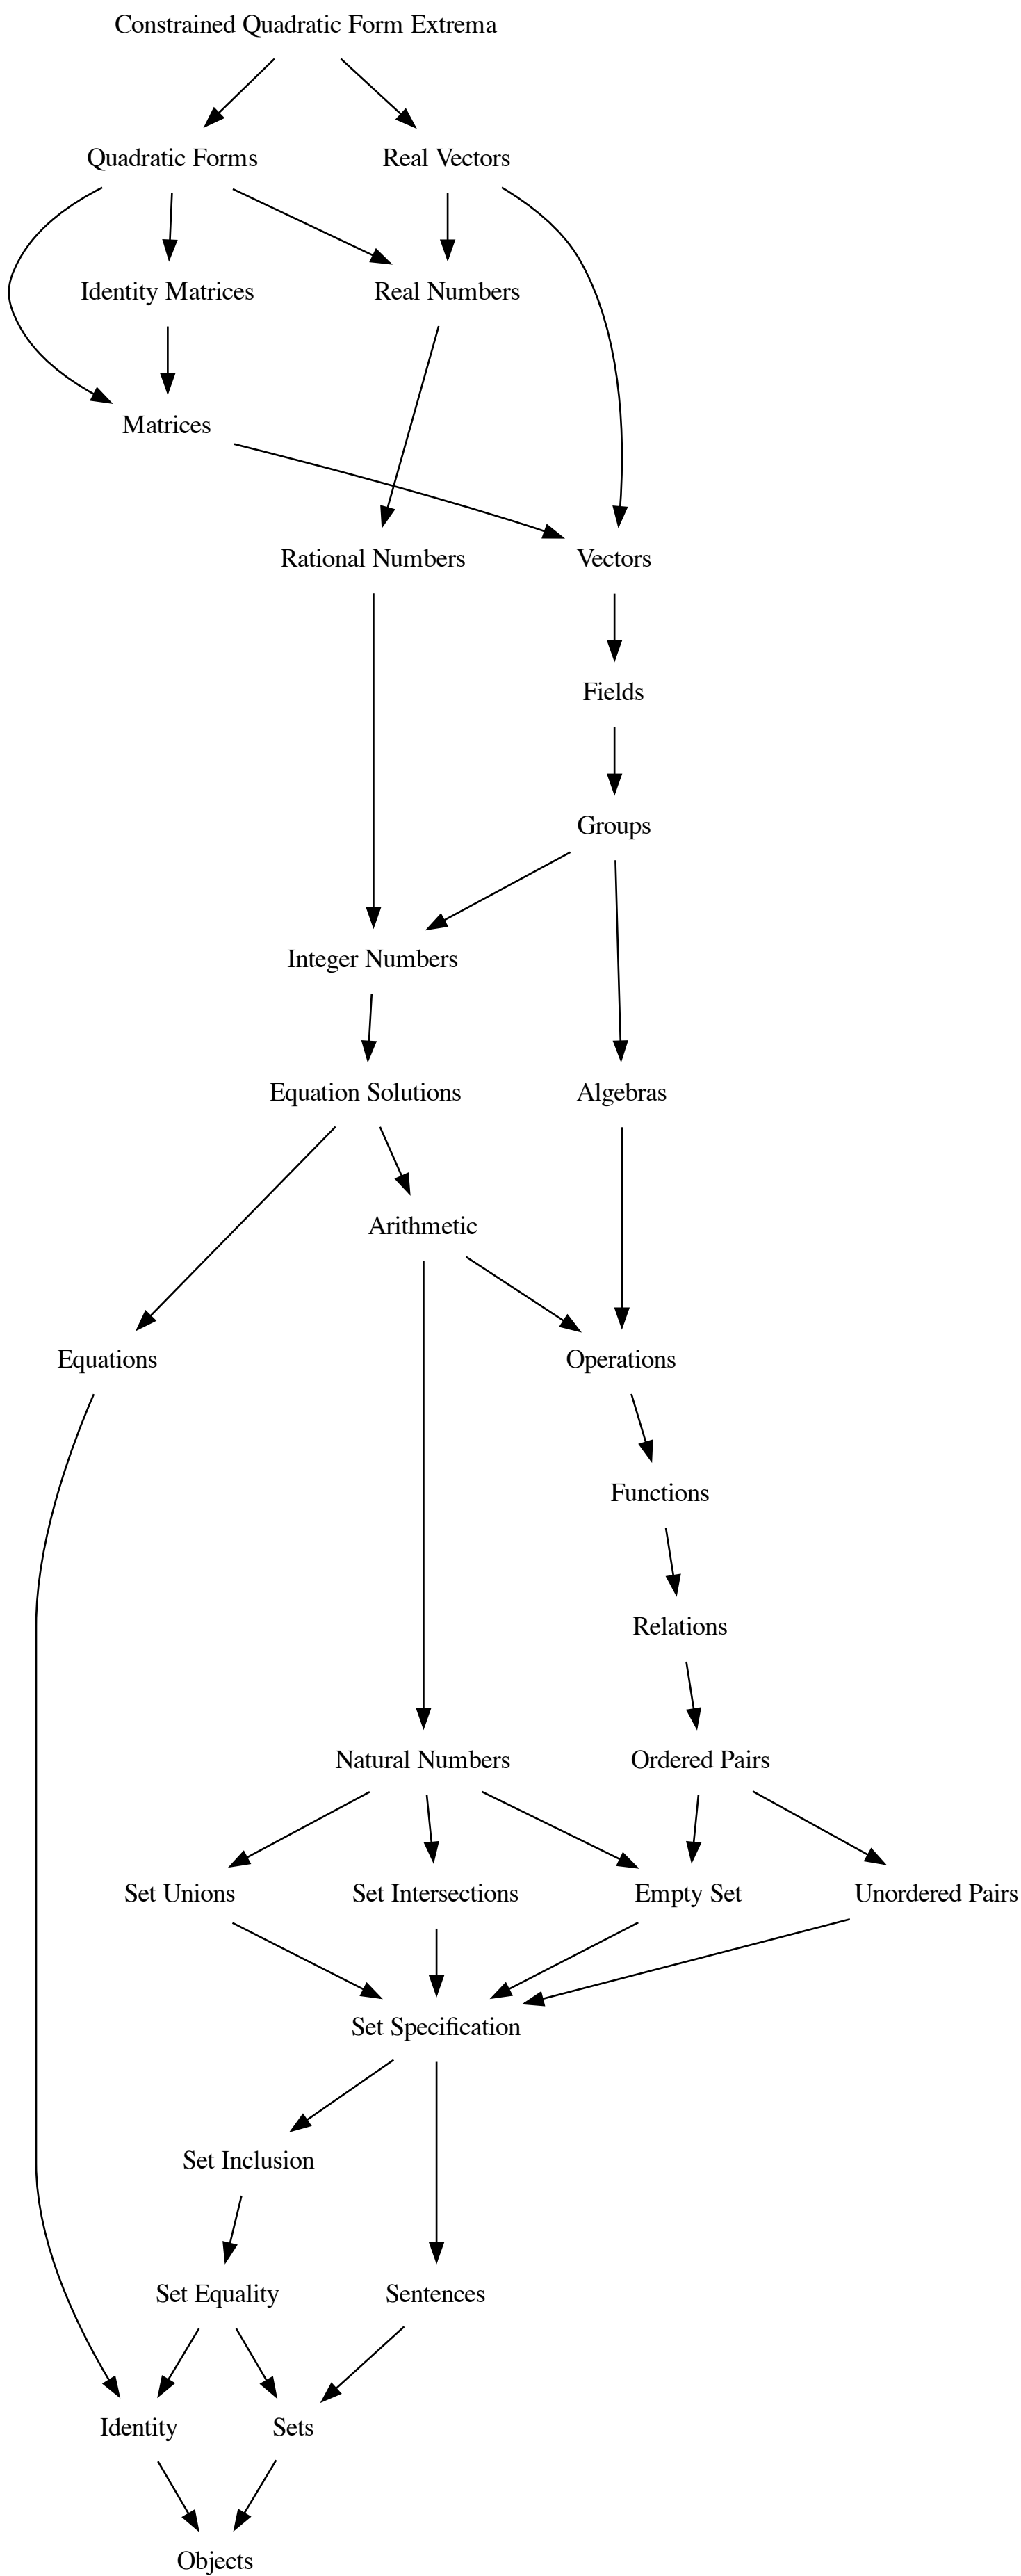 Constrained Quadratic Form Extrema
Quadratic Forms
Real Vectors
Identity Matrices
Real Numbers
Matrices
Rational Numbers
Vectors
Fields
Groups
Integer Numbers
Equation Solutions
Algebras
Arithmetic
Equations
Operations
Functions
Relations
Natural Numbers
Ordered Pairs
Set Unions
Set Intersections
Empty Set
Unordered Pairs
Set Specification
Set Inclusion
Set Equality
Sentences
Identity
Sets
Objects